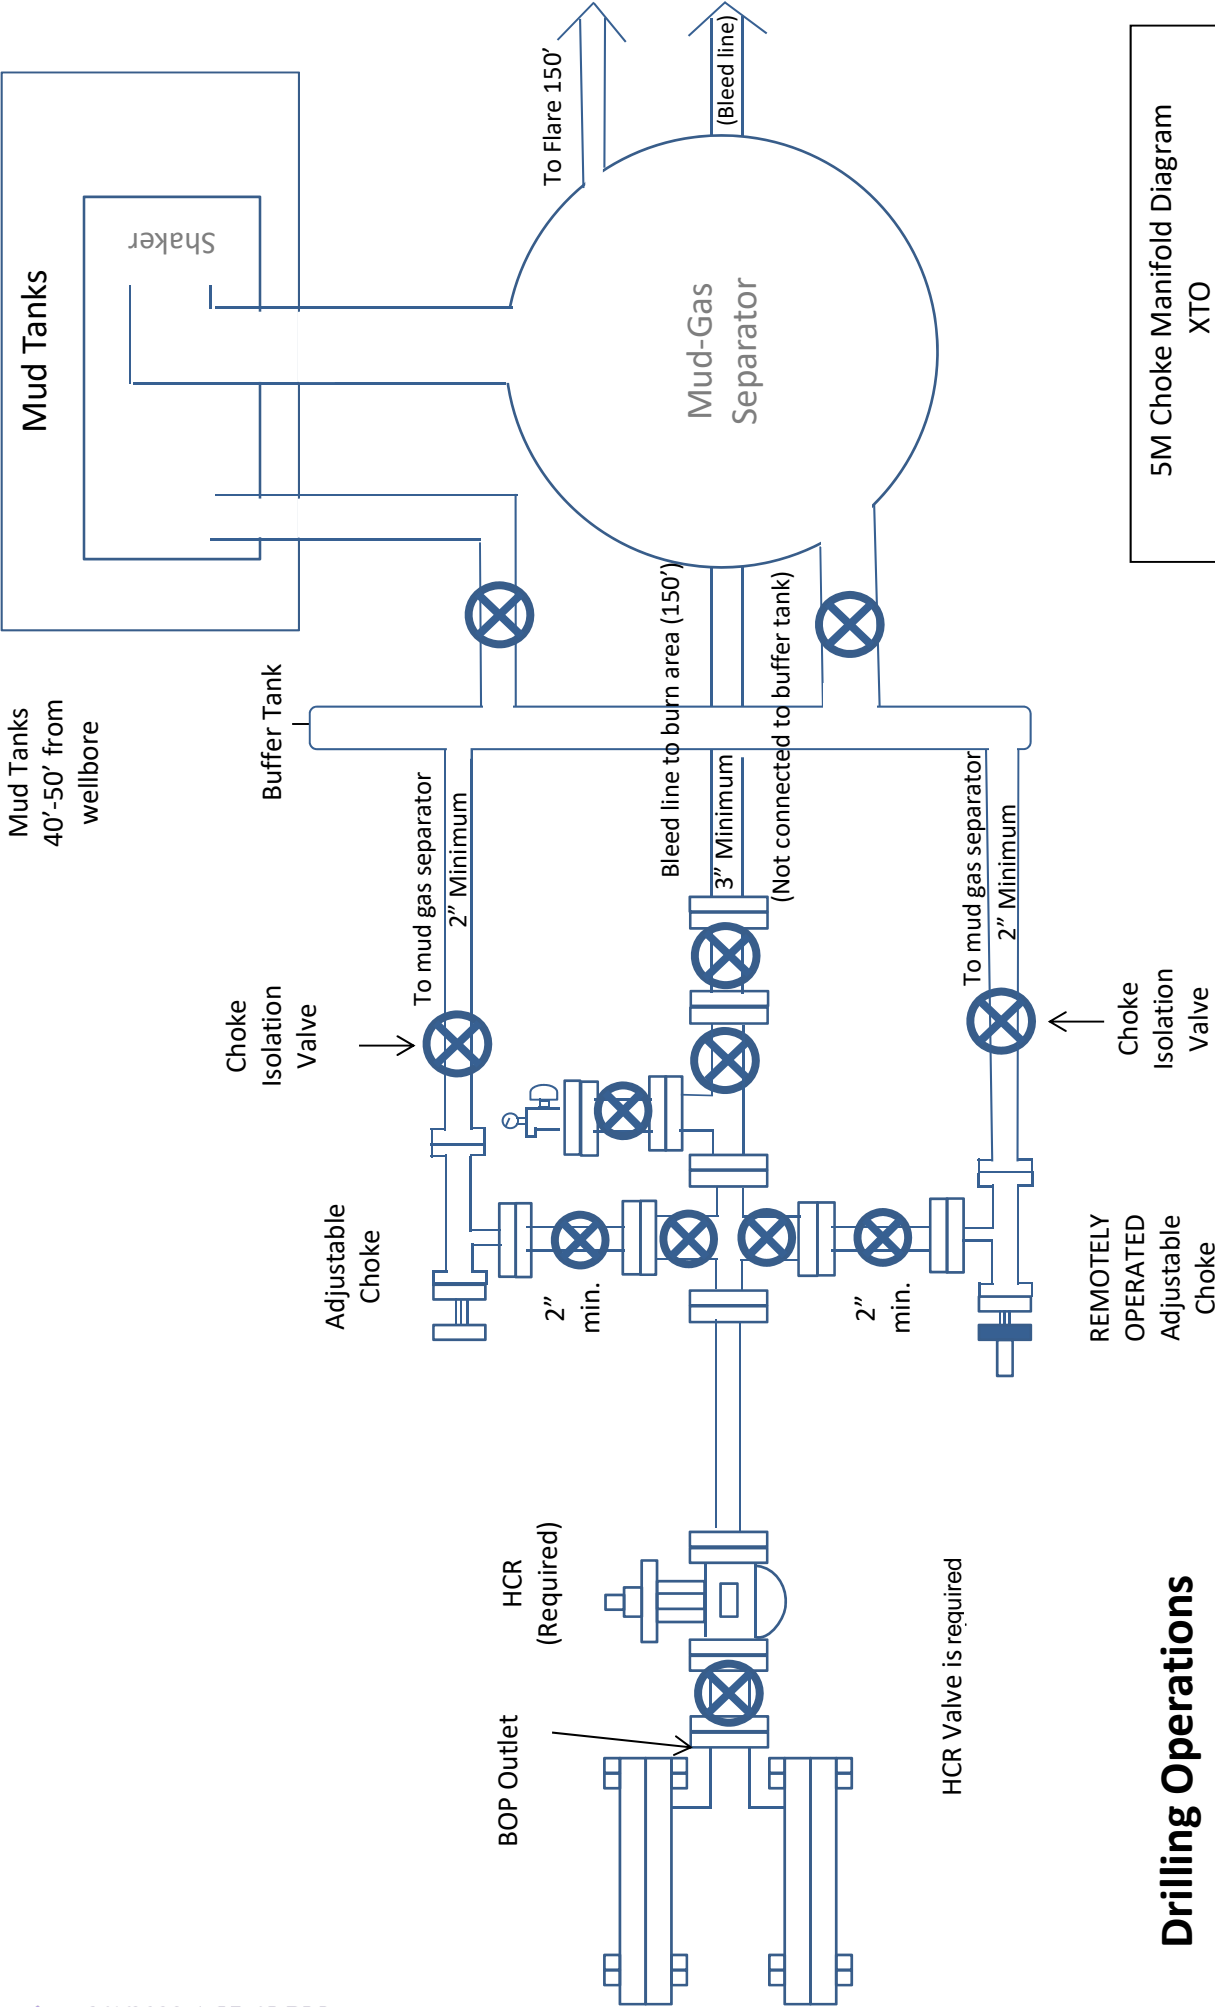 Mud Tanks
Shaker
Mud Tanks
40’-50’ from
wellbore
Buffer Tank
Choke
Isolation
Valve
Adjustable
Choke
To Flare 150’
(Bleed line)
Mud-Gas
Separator
To mud gas separator
2” Minimum
Bleed line to burn area (150’)
3” Minimum
(Not connected to buffer tank)
To mud gas separator
2” Minimum
2”
min.
2”
min.
HCR
(Required)
BOP Outlet
HCR Valve is required
Choke
Isolation
Valve
REMOTELY
OPERATED
Adjustable
Choke
5M Choke Manifold Diagram
XTO
Drilling Operations